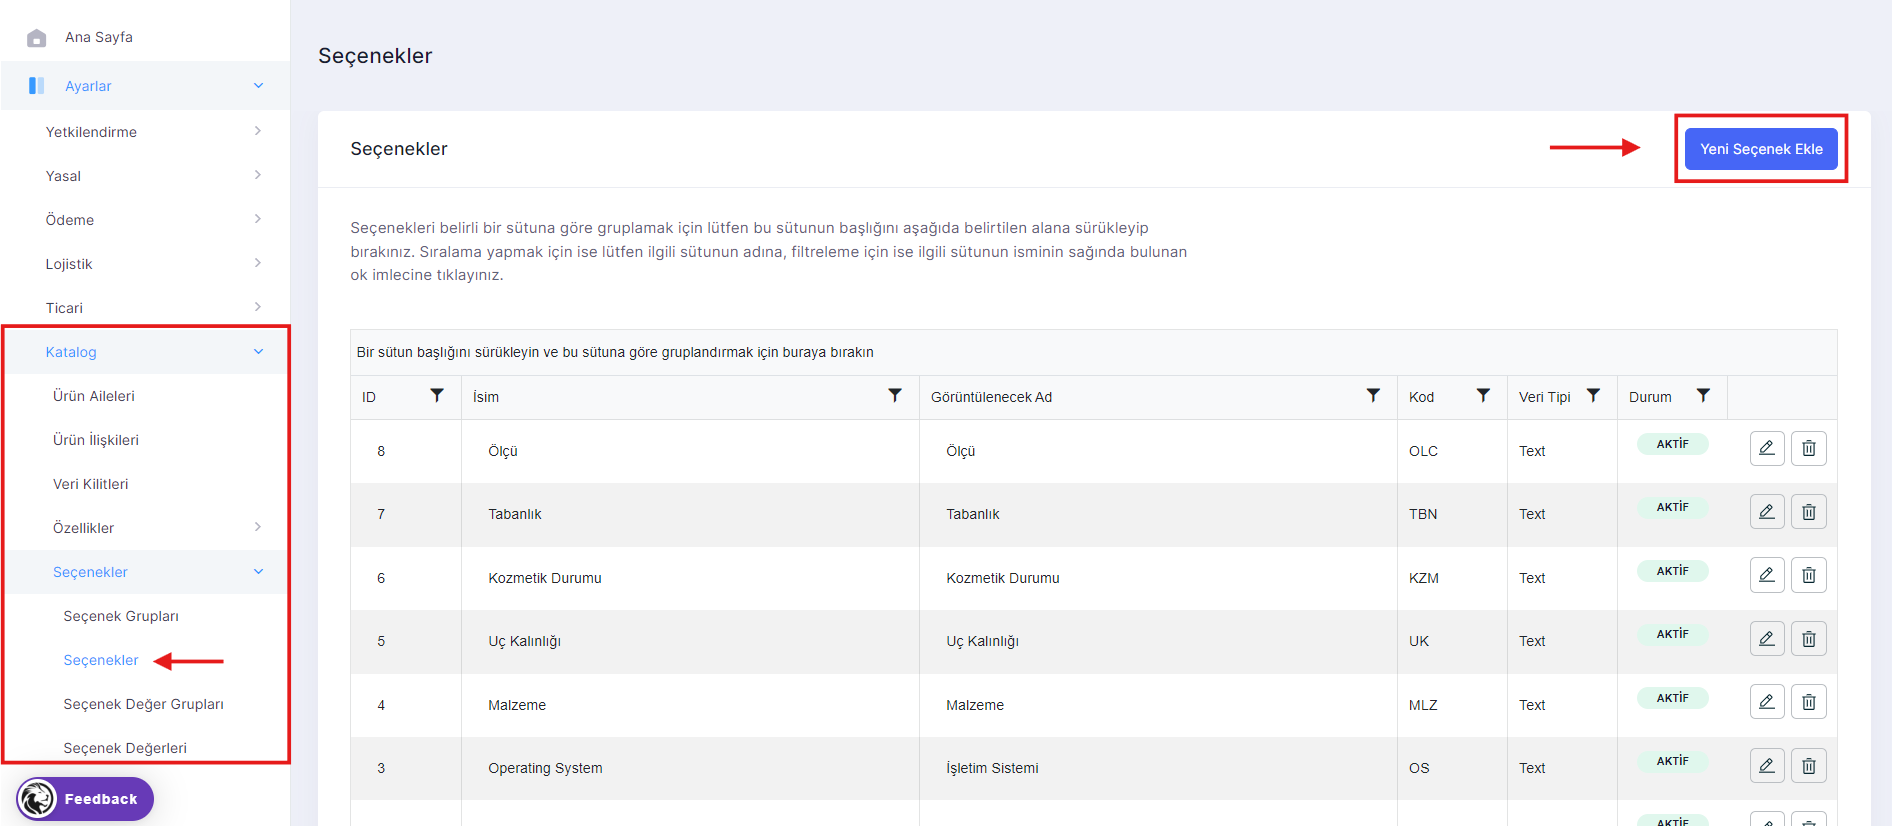 Ana Sayfa
Ayarlar
Yetkilendirme
Yasal
Ödeme
Lojistik
Ticari
Katalog
Ürün Aileleri
Ürün İlişkileri
Veri Kilitleri
Özellikler
Seçenekler
Seçenek Grupları
Seçenekler
Seçenek Değer Grupları
Seçenek Değerleri
Feedback
Seçenekler
Seçenekler
Yeni Seçenek Ekle
Seçenekleri belirli bir sütuna göre gruplamak için lütfen bu sütunun başlığını aşağıda belirtilen alana sürükleyip
bırakınız. Sıralama yapmak için ise lütfen ilgili sütunun adına, filtreleme için ise ilgili sütunun isminin sağında bulunan
ok imlecine tıklayınız.
Bir sütun başlığını sürükleyin ve bu sütuna göre gruplandırmak için buraya bırakın
ID İsim Görüntülenecek Ad Kod Veri Tipi Durum
8 Ölçü Ölçü OLC Text AKTİF
7 Tabanlık Tabanlık TBN Text AKTİF
6 Kozmetik Durumu Kozmetik Durumu KZM Text AKTİF
5 Uç Kalınlığı Uç Kalınlığı UK Text AKTİF
4 Malzeme Malzeme MLZ Text AKTİF
3 Operating System İşletim Sistemi OS Text AKTİF
AKTİF